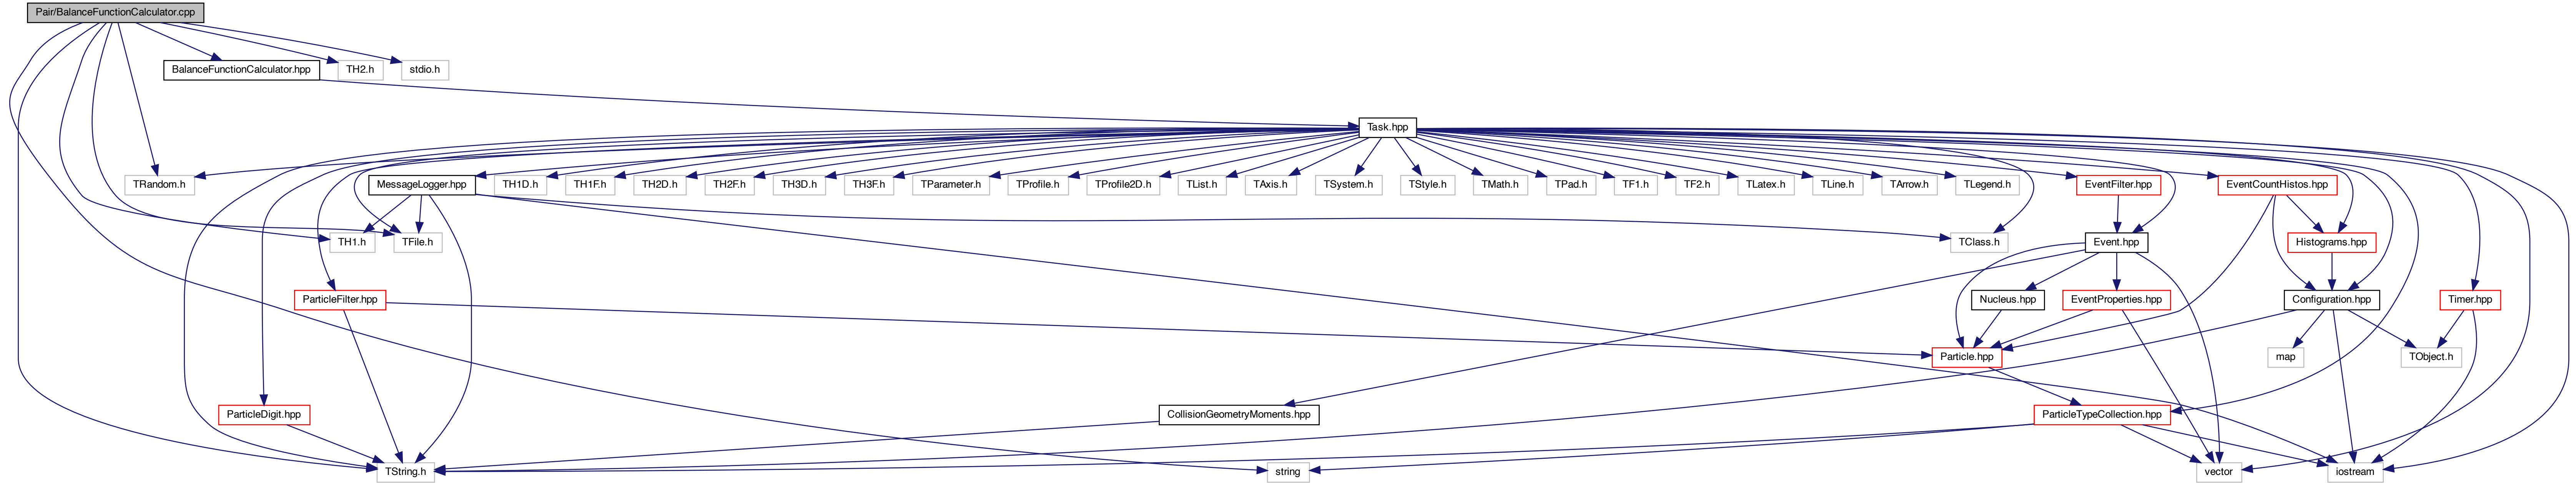 Pair/BalanceFunctionCalculator.cpp
BalanceFunctionCalculator.hpp
TH2.h
stdio.h
Task.hpp
TRandom.h
MessageLogger.hpp
TH1D.h
TH1F.h
TH2D.h
TH2F.h
TH3D.h
TH3F.h
TParameter.h
TProfile.h
TProfile2D.h
TList.h
TAxis.h
TSystem.h
TStyle.h
TMath.h
TPad.h
TF1.h
TF2.h
TLatex.h
TLine.h
TArrow.h
TLegend.h
EventFilter.hpp
EventCountHistos.hpp
TH1.h
TFile.h
TClass.h
Event.hpp
Histograms.hpp
ParticleFilter.hpp
Nucleus.hpp
EventProperties.hpp
Configuration.hpp
Timer.hpp
Particle.hpp
map
TObject.h
ParticleDigit.hpp
CollisionGeometryMoments.hpp
ParticleTypeCollection.hpp
TString.h
string
vector
iostream